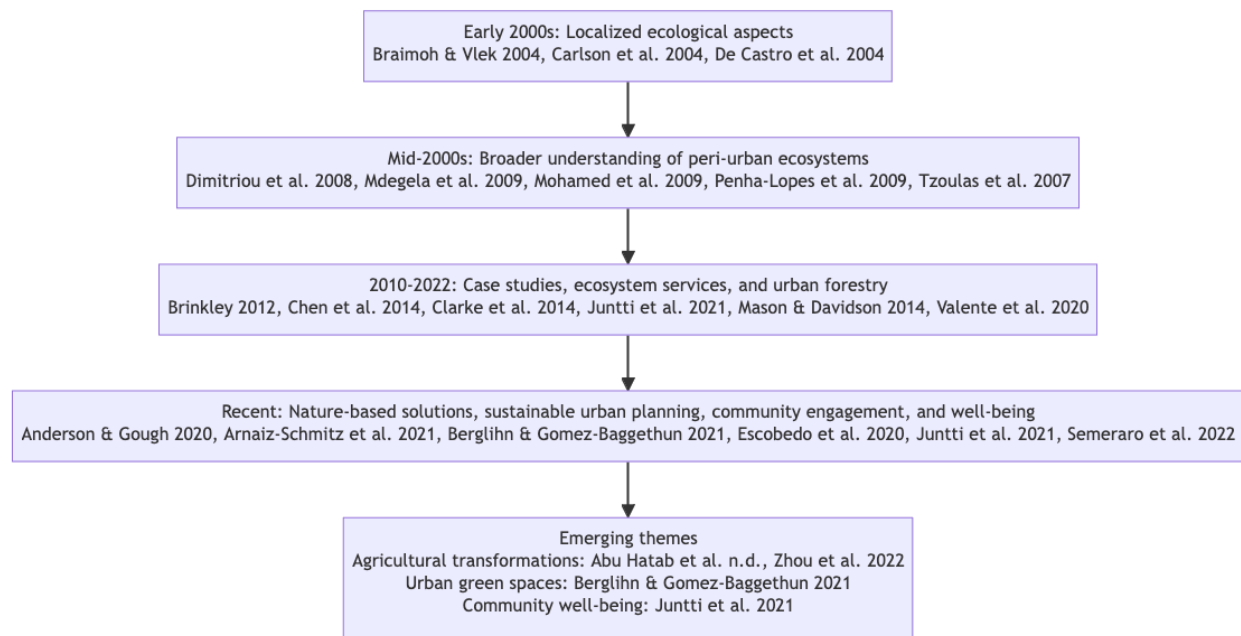 Early 2000s: Localized ecological aspects
Braimoh & Vlek 2004, Carlson et al. 2004, De Castro et al. 2004
Mid-2000s: Broader understanding of peri-urban ecosystems
Dimitriou et al. 2008, Mdegela et al. 2009, Mohamed et al. 2009, Penha-Lopes et al. 2009, Tzoulas et al. 2007
2010-2022: Case studies, ecosystem services, and urban forestry
Brinkley 2012, Chen et al. 2014, Clarke et al. 2014, Juntti et al. 2021, Mason & Davidson 2014, Valente et al. 2020
Recent: Nature-based solutions, sustainable urban planning, community engagement, and well-being
Anderson & Gough 2020, Arnaiz-Schmitz et al. 2021, Berglihn & Gomez-Baggethun 2021, Escobedo et al. 2020, Juntti et al. 2021, Semeraro et al. 2022
Emerging themes
Agricultural transformations: Abu Hatab et al. n.d., Zhou et al. 2022
Urban green spaces: Berglihn & Gomez-Baggethun 2021
Community well-being: Juntti et al. 2021